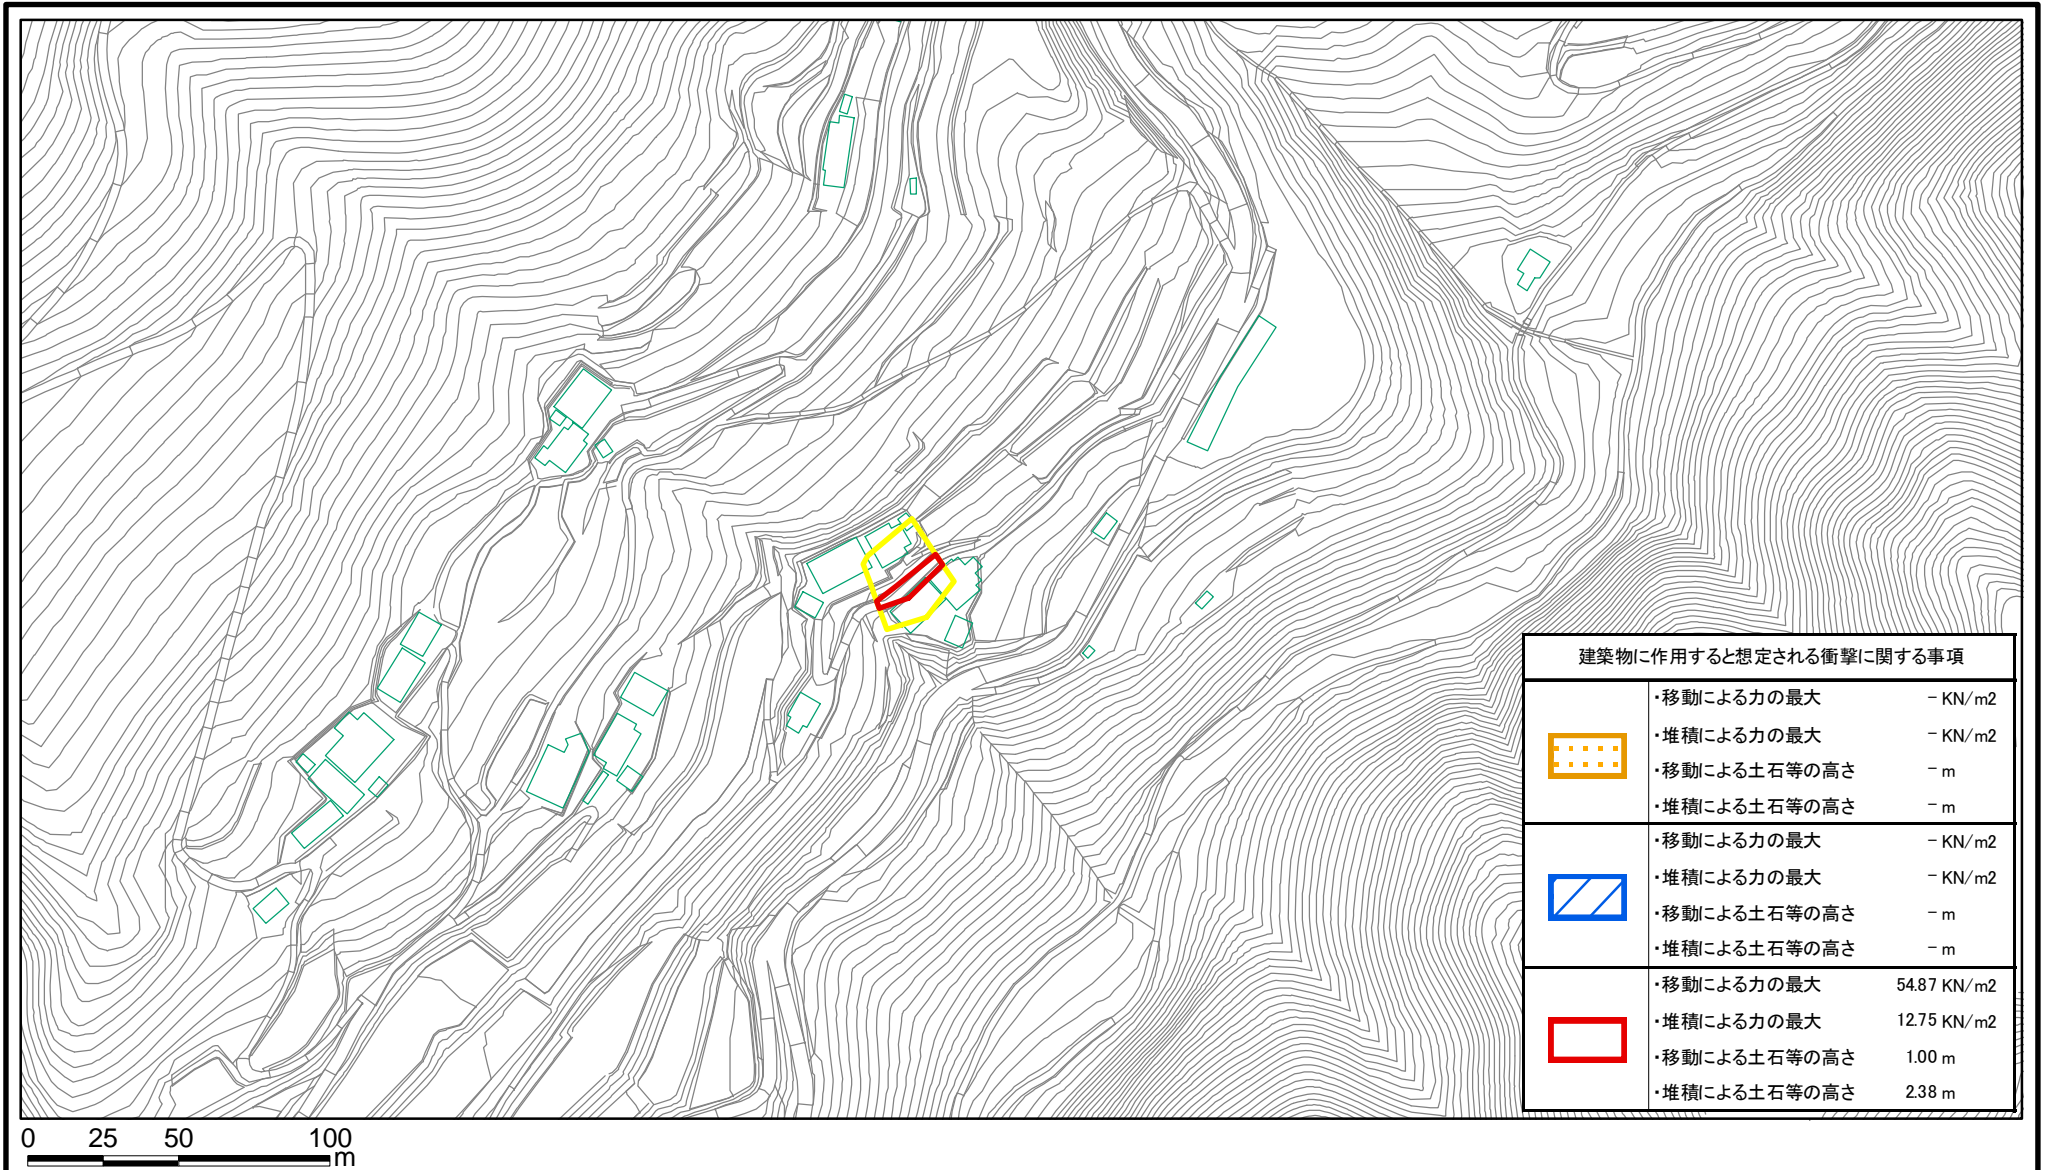 建築物に作用すると想定される衝撃に関する事項
・移動による力の最大 － KN/m2
・堆積による力の最大 － KN/m2
・移動による土石等の高さ － m
・堆積による土石等の高さ － m
・移動による力の最大 － KN/m2
・堆積による力の最大 － KN/m2
・移動による土石等の高さ － m
・堆積による土石等の高さ － m
・移動による力の最大 54.87 KN/m2
・堆積による力の最大 12.75 KN/m2
・移動による土石等の高さ 1.00 m
・堆積による土石等の高さ 2.38 m
0 25 50 100
m